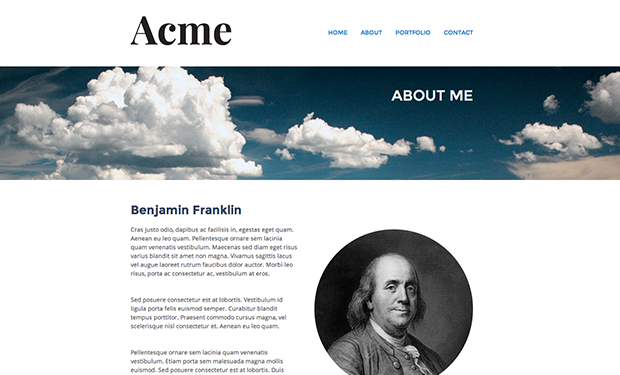 Acme
HOME ABOUT PORTFOLIO CONTACT
ABOUT ME
Benjamin Franklin
Cras justo odio, dapibus ac facilisis in, egestas eget quam.
Aenean eu leo quam. Pellentesque ornare sem lacinia
quam venenatis vestibulum. Maecenas sed diam eget risus
varius blandit sit amet non magna. Vivamus sagittis lacus
vel augue laoreet rutrum faucibus dolor auctor. Morbi leo
risus, porta ac consectetur ac, vestibulum at eros.
Sed posuere consectetur est at lobortis. Vestibulum id
ligula porta felis euismod semper. Curabitur blandit
tempus porttitor. Praesent commodo cursus magna, vel
scelerisque nisl consectetur et. Aenean eu leo quam.
Pellentesque ornare sem lacinia quam venenatis
vestibulum. Etiam porta sem malesuada magna mollis
euismod. Sed posuere consectetur est at lobortis. Duis